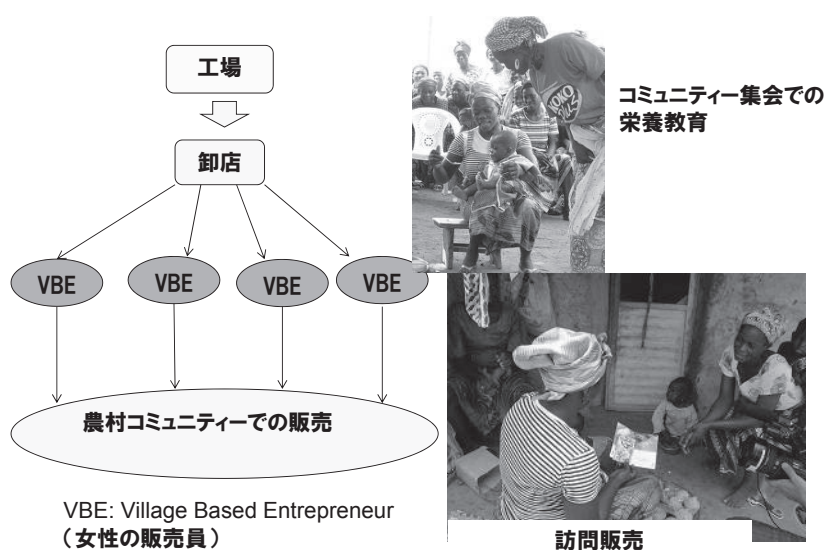 工場
卸店
VBE
VBE
VBE
VBE
農村コミュニティーでの販売
VBE: Village Based Entrepreneur
（女性の販売員）
コミュニティー集会での
栄養教育
KOKO
PLUS
訪問販売